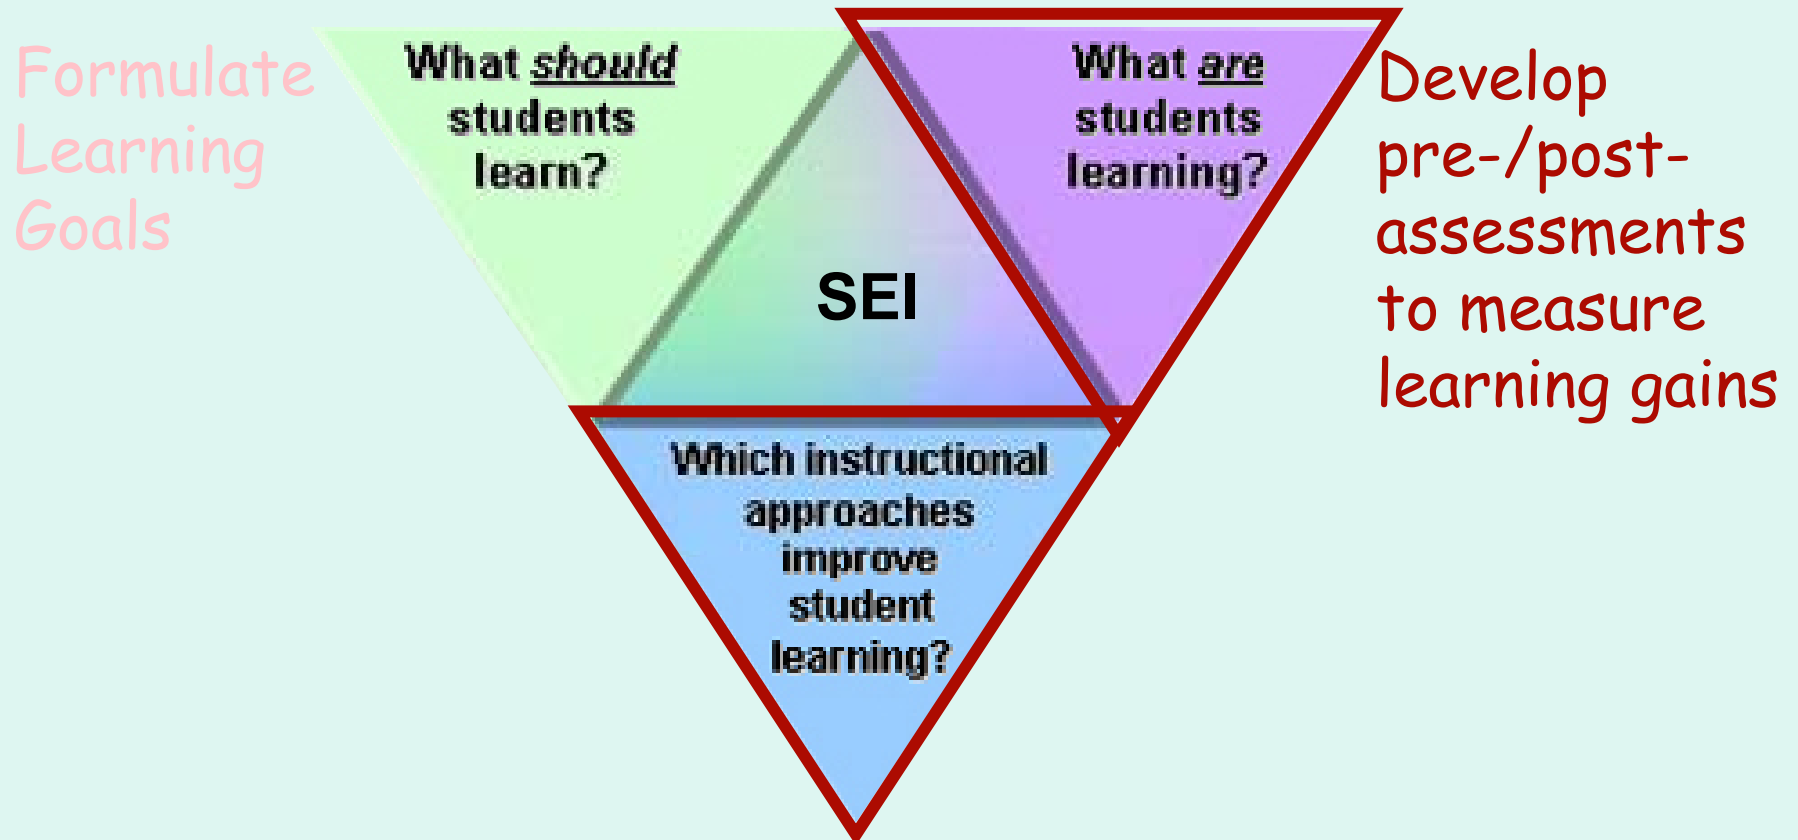 Formulate
Learning
Goals
What should
students
learn?
What are
students
learning?
Develop
pre-/post-
assessments
to measure
learning gains
SEI
Which instructional
approaches
improve
student
learning?